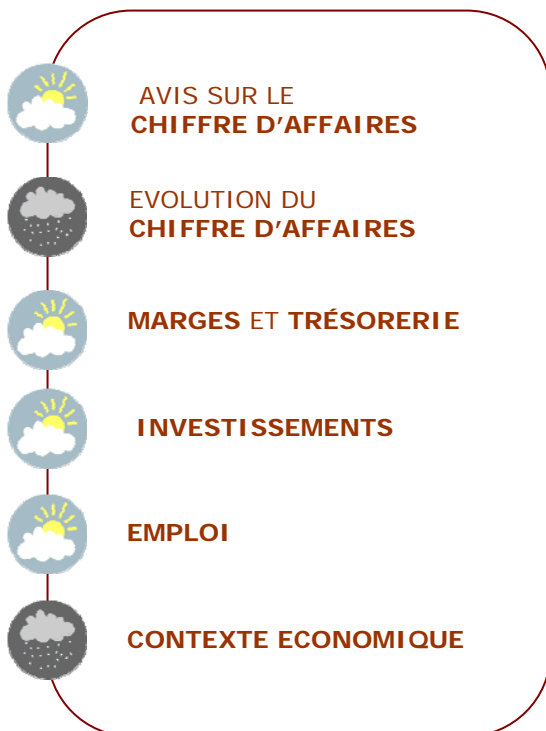 AVIS SUR LE
CHIFFRE D’AFFAIRES
EVOLUTION DU
CHIFFRE D’AFFAIRES
MARGES ET TRÉSORERIE
INVESTISSEMENTS
EMPLOI
CONTEXTE ECONOMIQUE